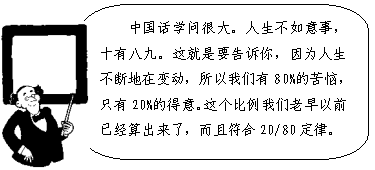 中国话学问很大。人生不如意事，
十有八九。这就是要告诉你，因为人生
不断地在变动，所以我们有 80%的苦恼，
只有 20%的得意。这个比例我们老早以前
已经算出来了，而且符合 20/80 定律。